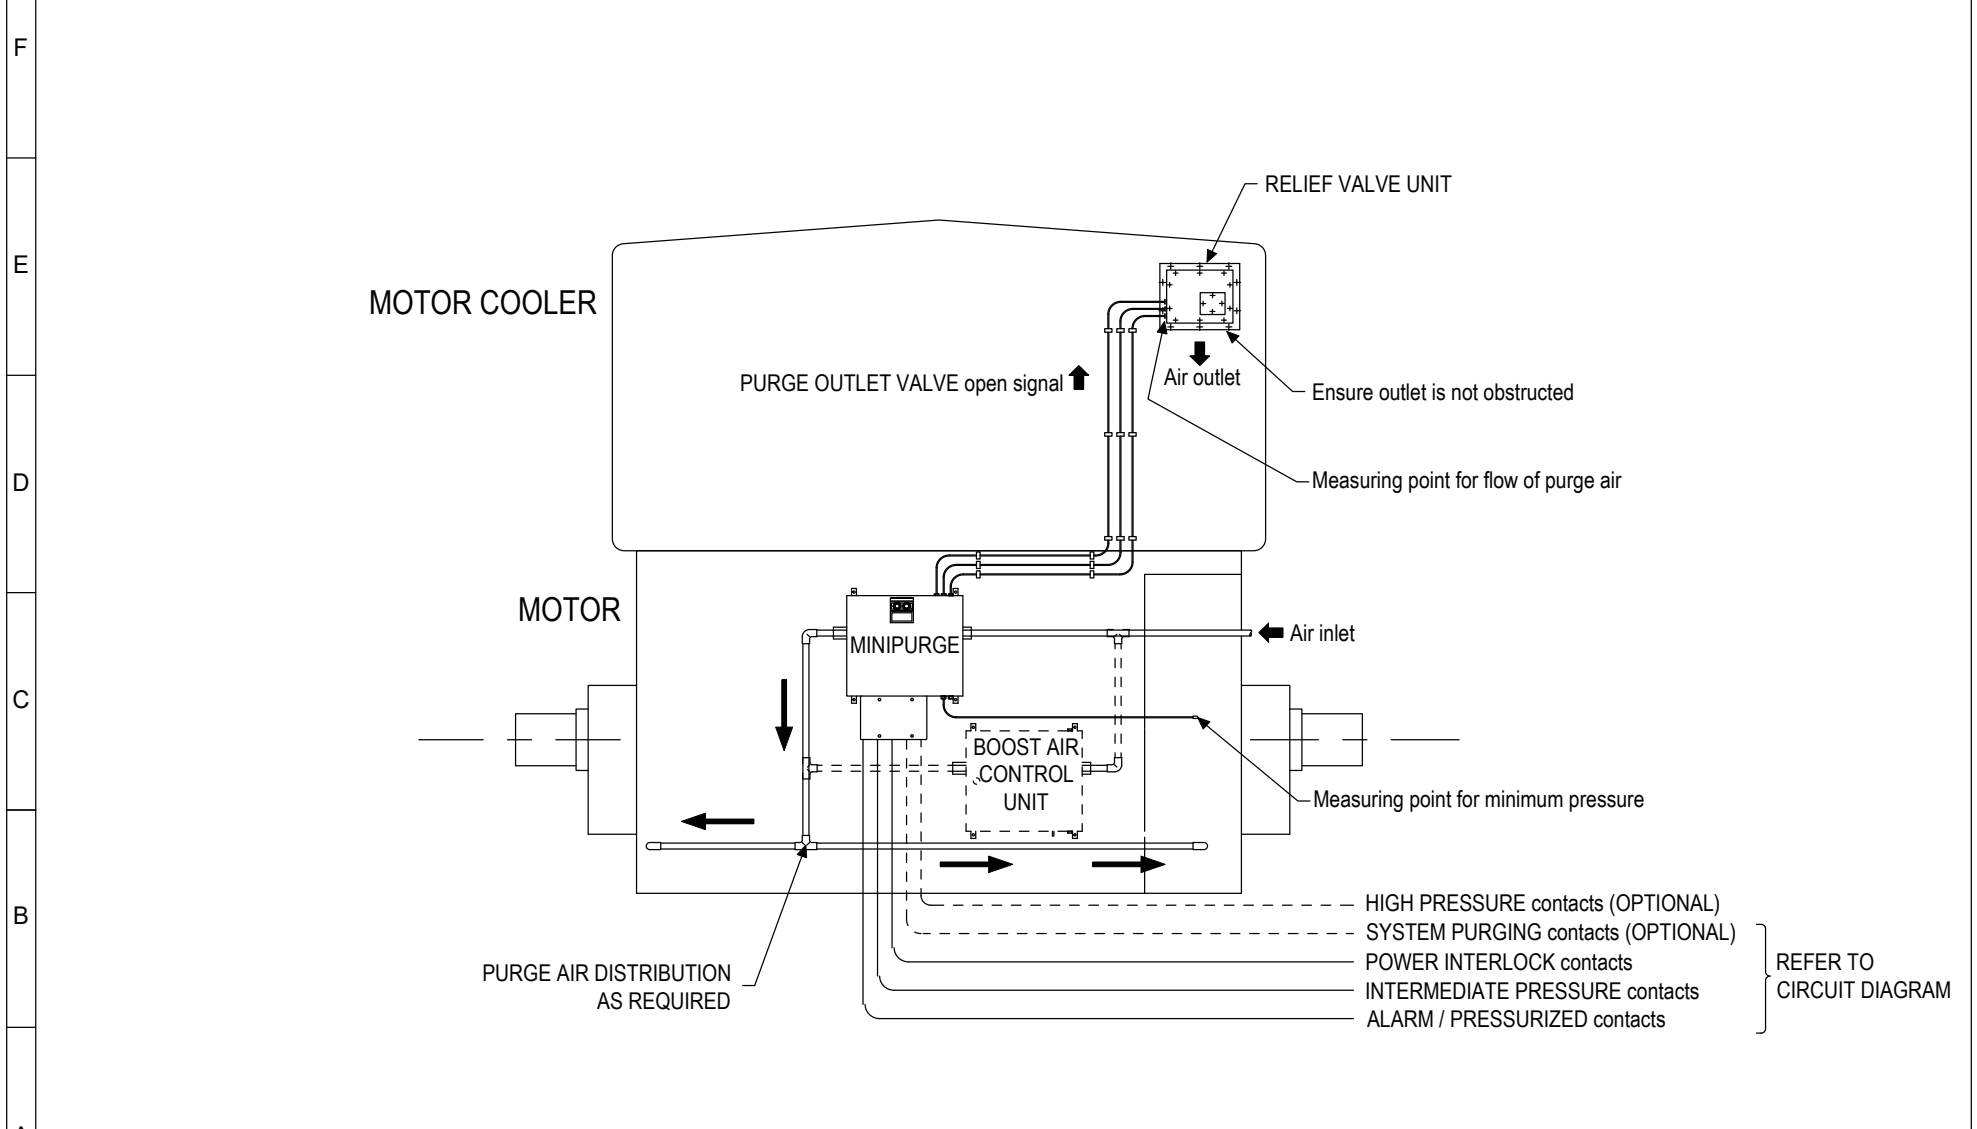 F
RELIEF VALVE UNIT
E
MOTOR COOLER
PURGE OUTLET VALVE open signal
Air outlet
Ensure outlet is not obstructed
D
Measuring point for flow of purge air
MOTOR
Air inlet
MINIPURGE
C
BOOST AIR
CONTROL
UNIT
Measuring point for minimum pressure
B
HIGH PRESSURE contacts (OPTIONAL)
SYSTEM PURGING contacts (OPTIONAL)
POWER INTERLOCK contacts
INTERMEDIATE PRESSURE contacts
ALARM / PRESSURIZED contacts
REFER TO
CIRCUIT DIAGRAM
PURGE AIR DISTRIBUTION
AS REQUIRED